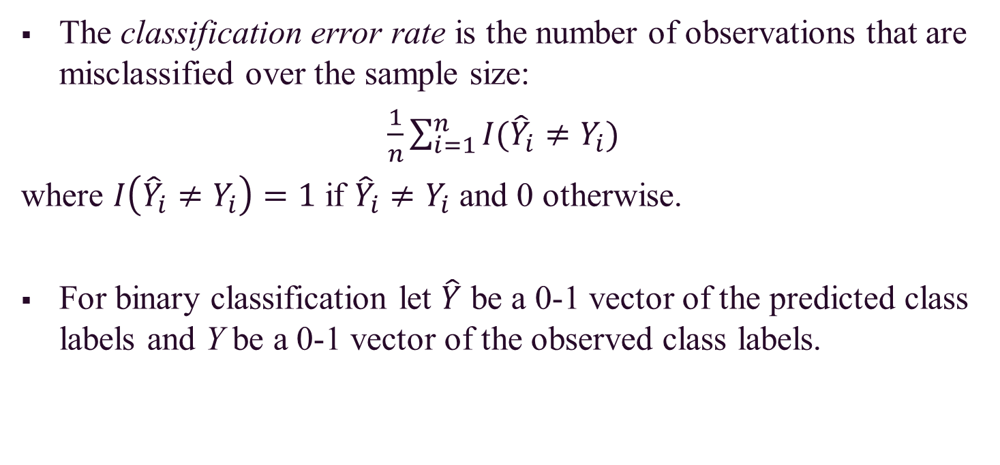 ▪ The classification error rate is the number of observations that are
misclassified over the sample size:
$\frac{1}{n}\sum_{i=1}^{n} I(\hat{Y}_i \neq Y_i)$
where $I(\hat{Y}_i \neq Y_i) = 1$ if $\hat{Y}_i \neq Y_i$ and 0 otherwise.
▪ For binary classification let $\hat{Y}$ be a 0-1 vector of the predicted class
labels and Y be a 0-1 vector of the observed class labels.